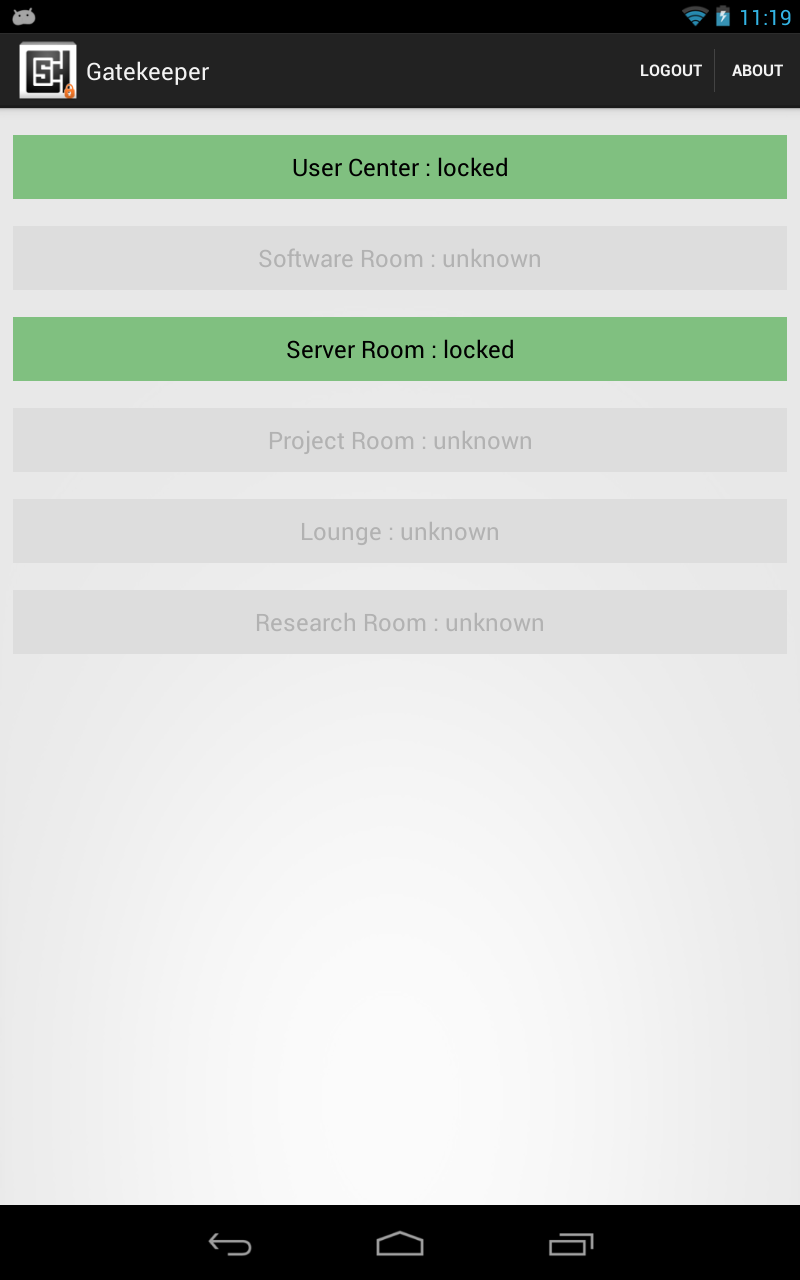 11:19
Gatekeeper
LOGOUT
ABOUT
User Center : locked
Software Room : unknown
Server Room : locked
Project Room : unknown
Lounge : unknown
Research Room : unknown